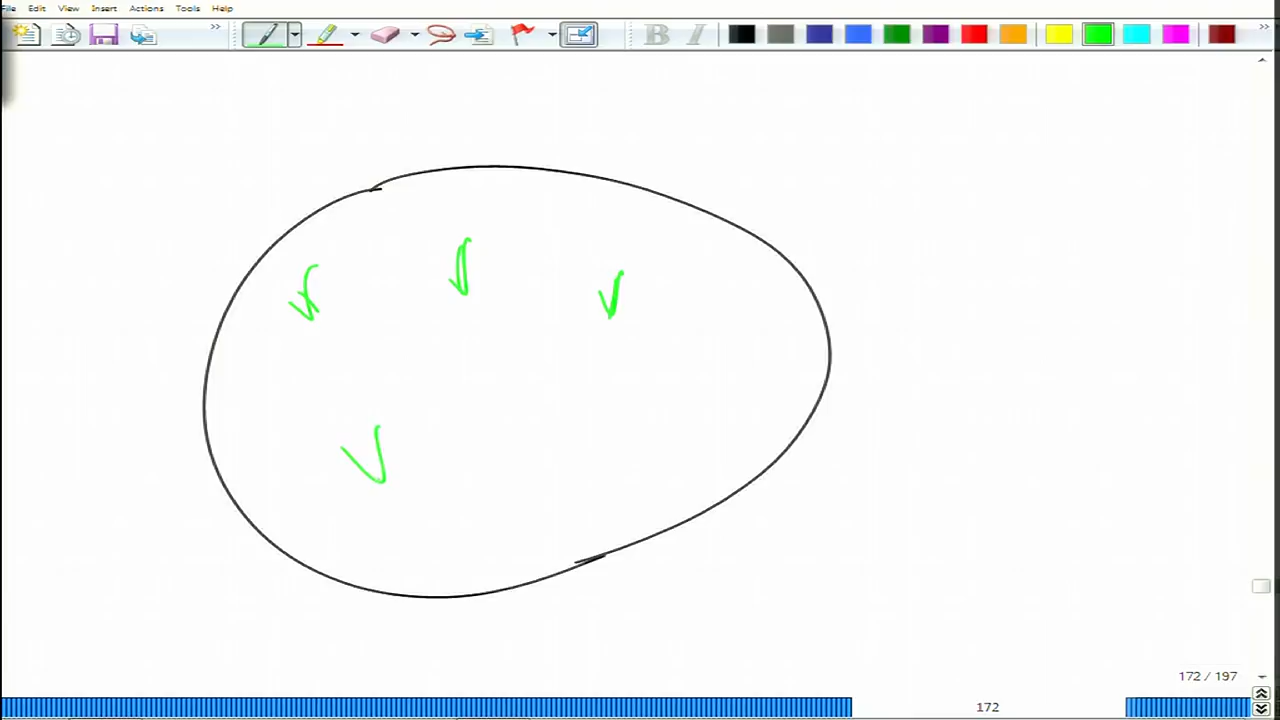 File Edit View Insert Actions Tools Help
B I
V V V
V
172 / 197
172